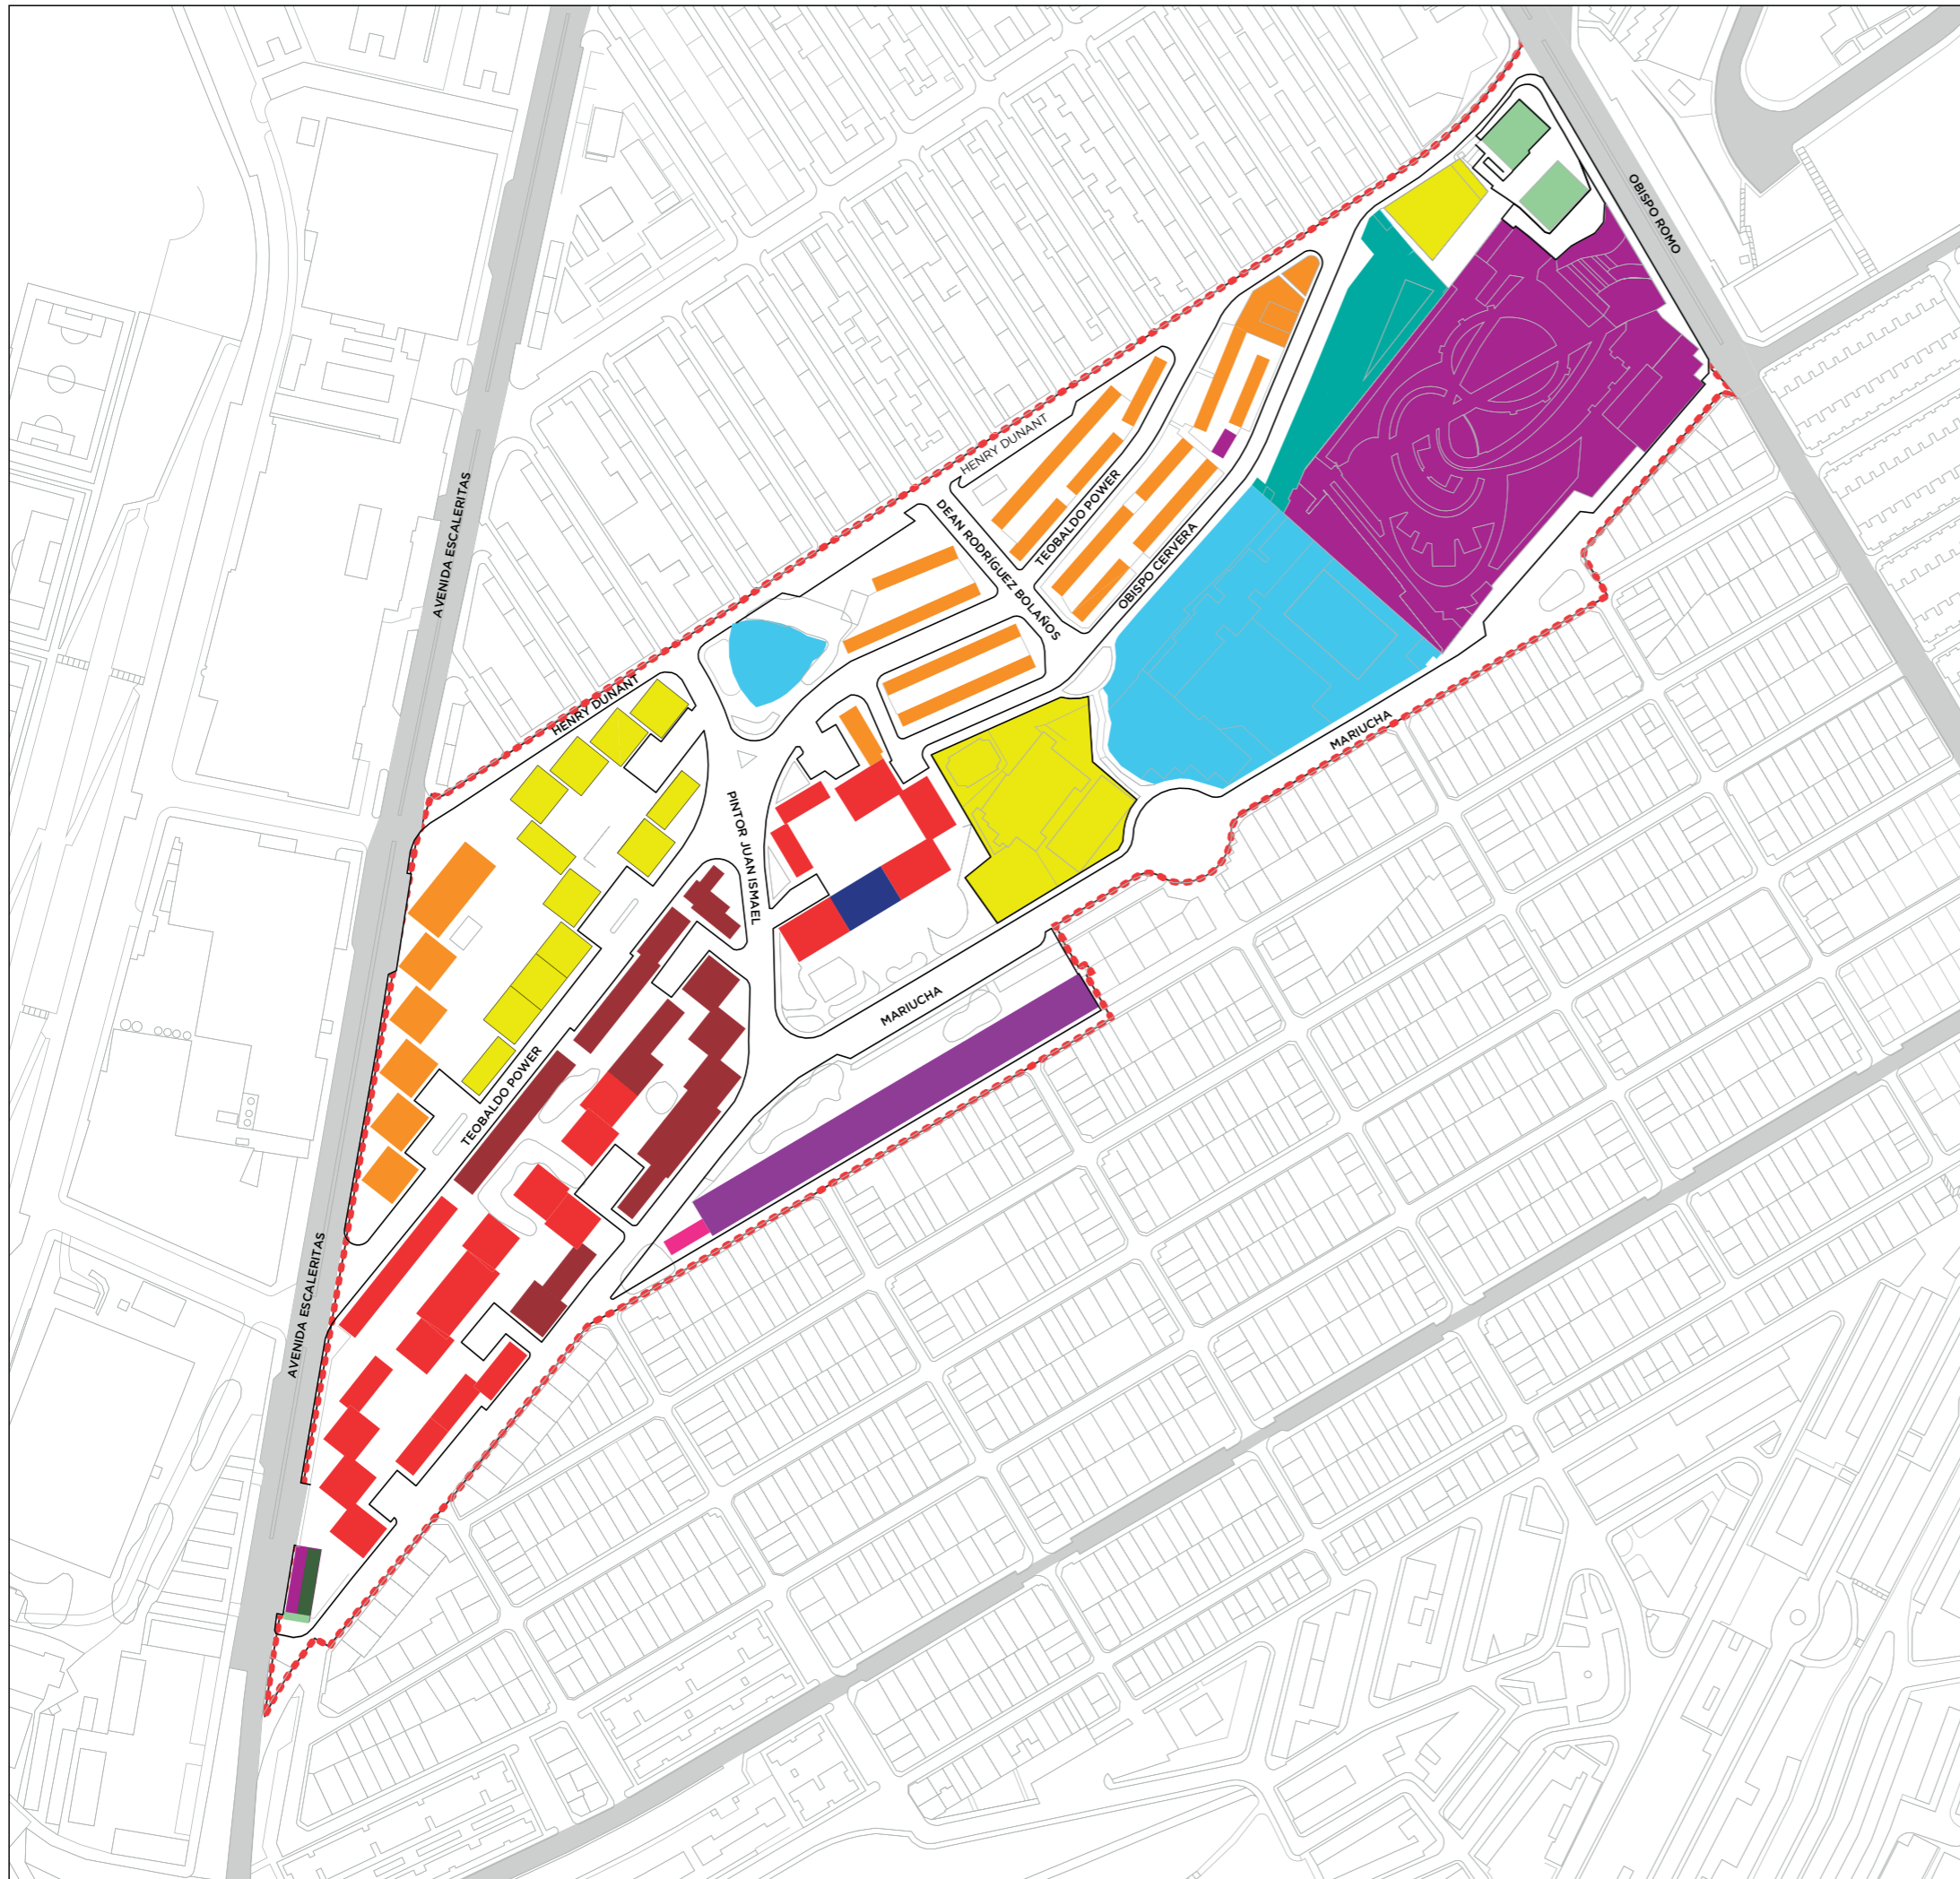 OBISPO ROMO
HENRY DUNANT
TEOBALDO POWER
DEAN RODRÍGUEZ BOLAÑOS
OBISPO CERVERA
AVENIDA ESCALERITAS
HENRY DUNANT
MARIUCHA
PINTOR JUAN ISMAEL
MARIUCHA
TEOBALDO POWER
AVENIDA ESCALERITAS